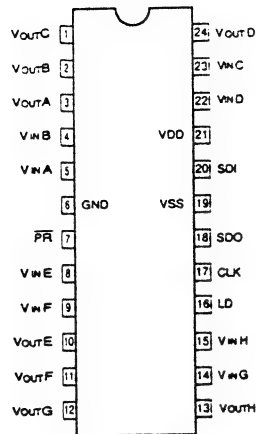 VOUTC 1 24 VOUTD
VOUTB 2 23 VINC
VOUTA 3 22 VIND
VINB 4 VDD 21
VINA 5 20 SDI
6 GND VSS 19
PR 7 18 SDO
VINE 8 17 CLK
VINF 9 16 LD
VOUTE 10 15 VINH
VOUTF 11 14 VING
VOUTG 12 13 VOUTH